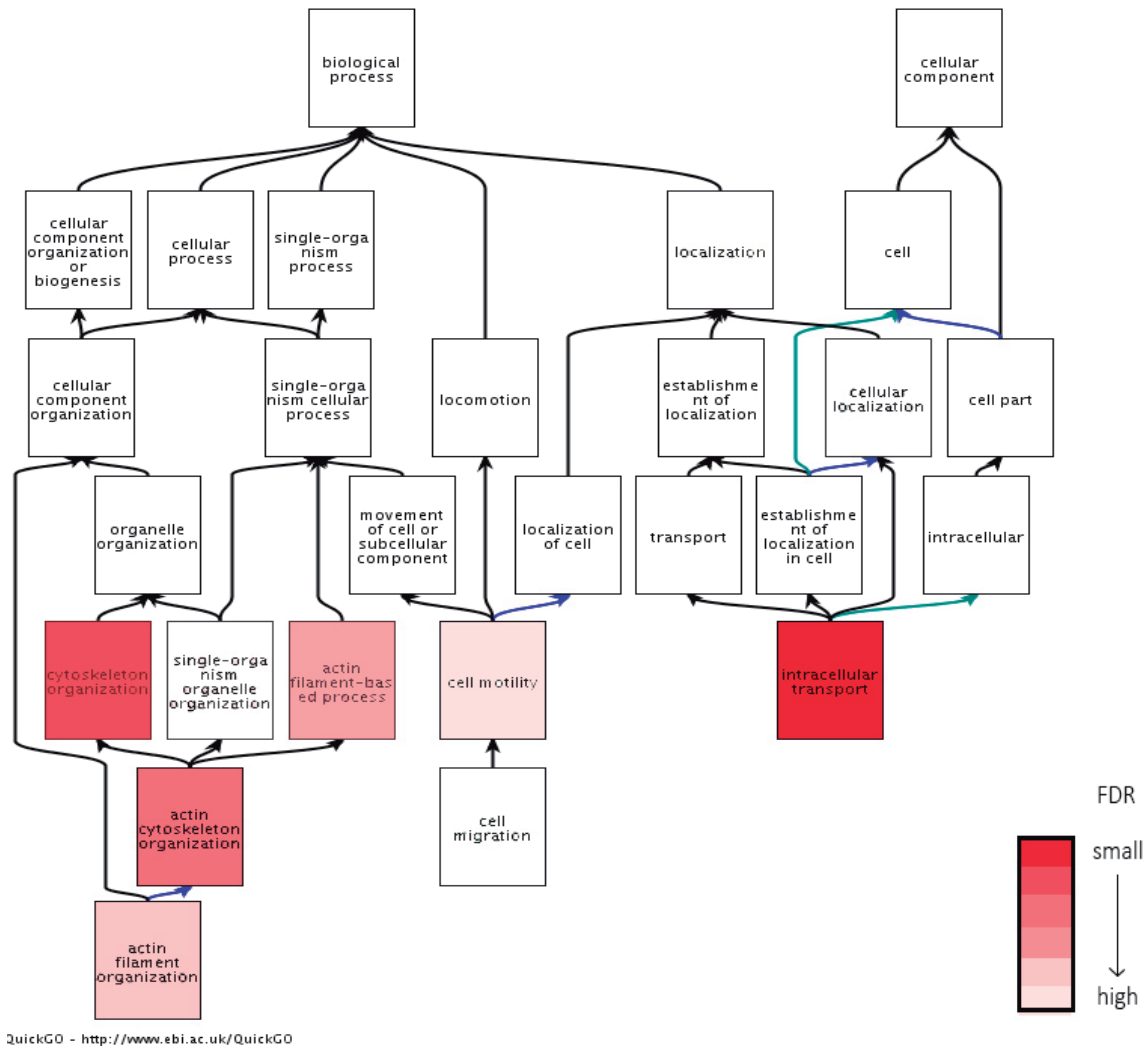 biological
process
cellular
component
cellular
component
organization
or
biogenesis
cellular
process
single-orga
nism
process
localization
cell
cellular
component
organization
single-orga
nism cellular
process
locomotion
establishme
nt of
localization
cellular
localization
cell part
organelle
organization
movement
of cell or
subcellular
component
localization
of cell
transport
establishme
nt of
localization
in cell
intracellular
cytoskeleton
organization
single-orga
nism
organelle
organization
actin
filament-bas
ed process
cell motility
intracellular
transport
actin
cytoskeleton
organization
cell
migration
actin
filament
organization
FDR
small
high
QuickGO - http://www.ebi.ac.uk/QuickGO